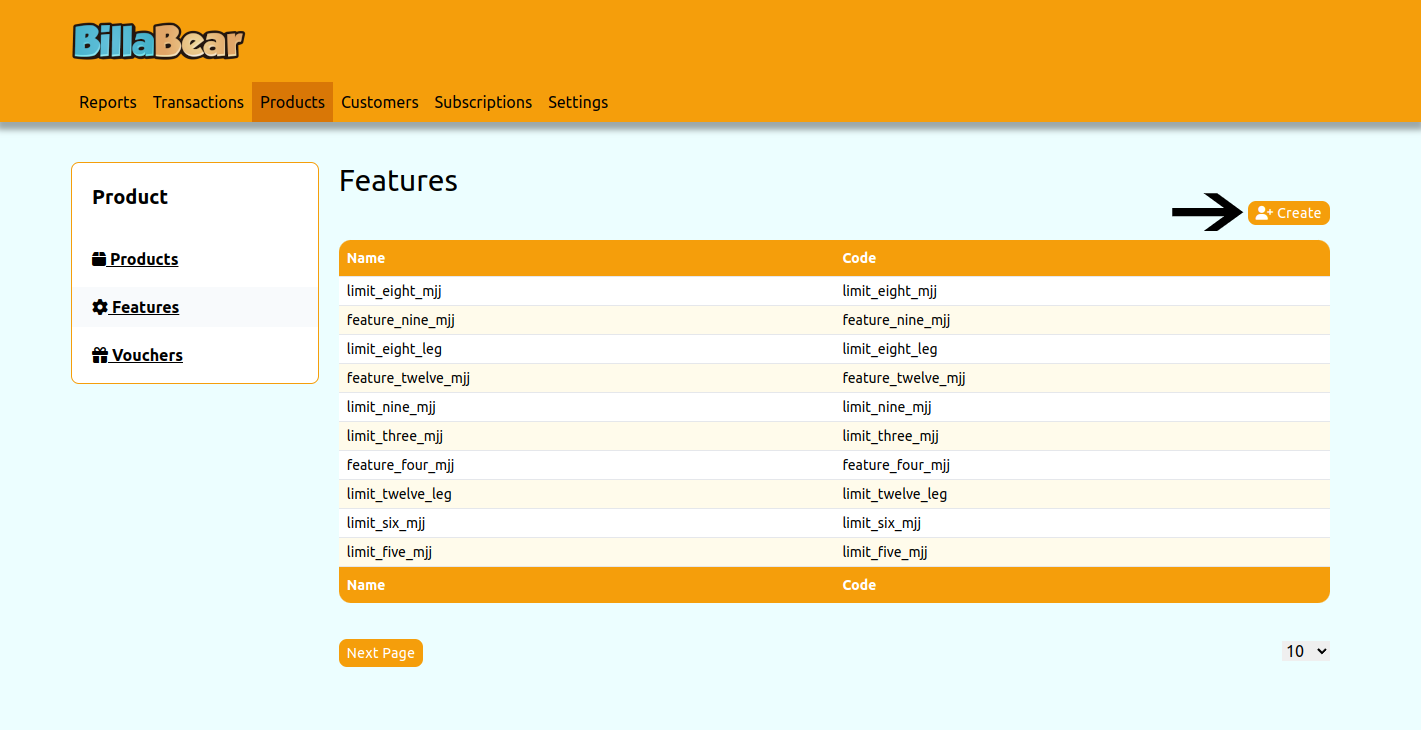 BillaBear
Reports Transactions Products Customers Subscriptions Settings
Product
Products
Features
Vouchers
Features
Create
Name Code
limit_eight_mjj limit_eight_mjj
feature_nine_mjj feature_nine_mjj
limit_eight_leg limit_eight_leg
feature_twelve_mjj feature_twelve_mjj
limit_nine_mjj limit_nine_mjj
limit_three_mjj limit_three_mjj
feature_four_mjj feature_four_mjj
limit_twelve_leg limit_twelve_leg
limit_six_mjj limit_six_mjj
limit_five_mjj limit_five_mjj
Name Code
Next Page 10